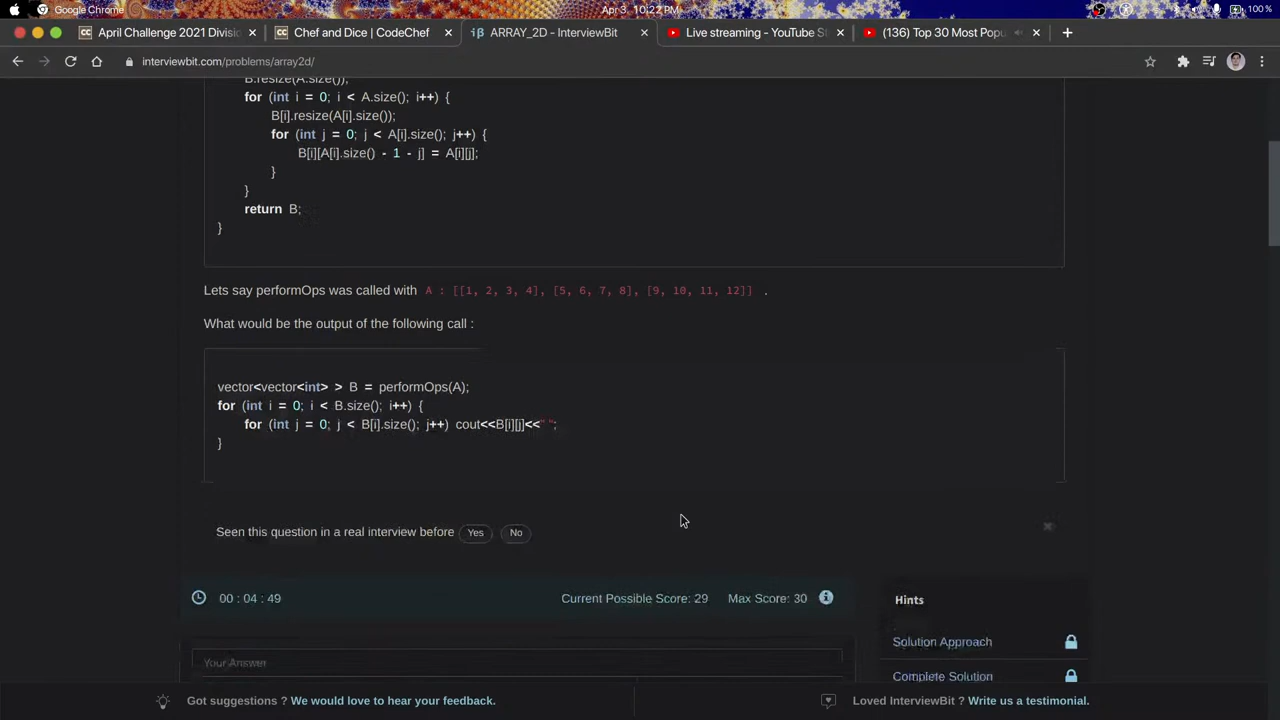 Google Chrome
Apr 3, 10:22 PM
100 %
April Challenge 2021 Divisio
Chef and Dice | CodeChef
ARRAY_2D - InterviewBit
Live streaming - YouTube St
(136) Top 30 Most Popu
interviewbit.com/problems/array2d/
B.resize(A.size());
for (int i = 0; i < A.size(); i++) {
B[i].resize(A[i].size());
for (int j = 0; j < A[i].size(); j++) {
B[i][A[i].size() - 1 - j] = A[i][j];
}
}
return B;
}
Lets say performOps was called with A : [[1, 2, 3, 4], [5, 6, 7, 8], [9, 10, 11, 12]] .
What would be the output of the following call :
vector<vector<int> > B = performOps(A);
for (int i = 0; i < B.size(); i++) {
for (int j = 0; j < B[i].size(); j++) cout<<B[i][j]<<" ";
}
Seen this question in a real interview before Yes No
00 : 04 : 49
Current Possible Score: 29
Max Score: 30
Hints
Solution Approach
Your Answer
Complete Solution
Got suggestions ? We would love to hear your feedback.
Loved InterviewBit ? Write us a testimonial.